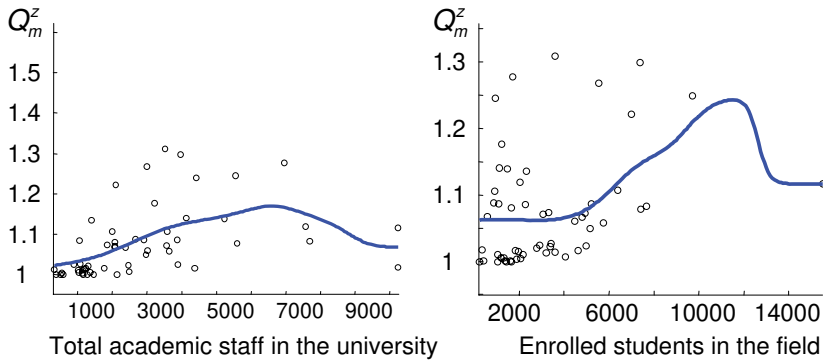 Q_m^z
1.5
1.4
1.3
1.2
1.1
1
1000 3000 5000 7000 9000
Total academic staff in the university
Q_m^z
1.3
1.2
1.1
1
2000 6000 10000 14000
Enrolled students in the field